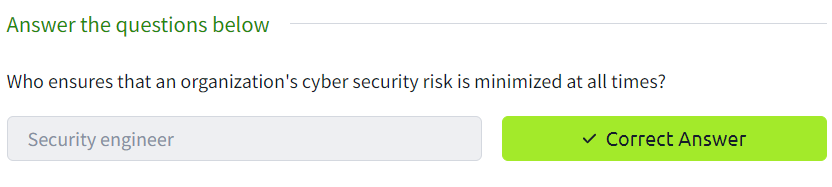 Answer the questions below
Who ensures that an organization's cyber security risk is minimized at all times?
Security engineer
Correct Answer